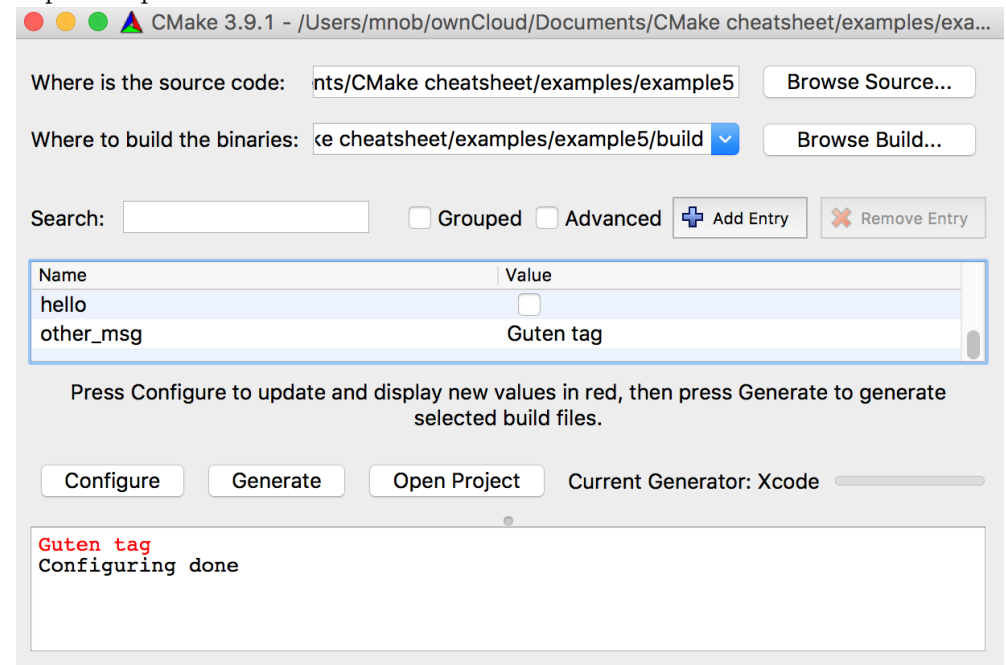 CMake 3.9.1 - /Users/mnob/ownCloud/Documents/CMake cheatsheet/examples/exa...
Where is the source code: nts/CMake cheatsheet/examples/example5 Browse Source...
Where to build the binaries: ke cheatsheet/examples/example5/build Browse Build...
Search: Grouped Advanced Add Entry Remove Entry
Name Value
hello
other_msg Guten tag
Press Configure to update and display new values in red, then press Generate to generate
selected build files.
Configure Generate Open Project Current Generator: Xcode
Guten tag
Configuring done